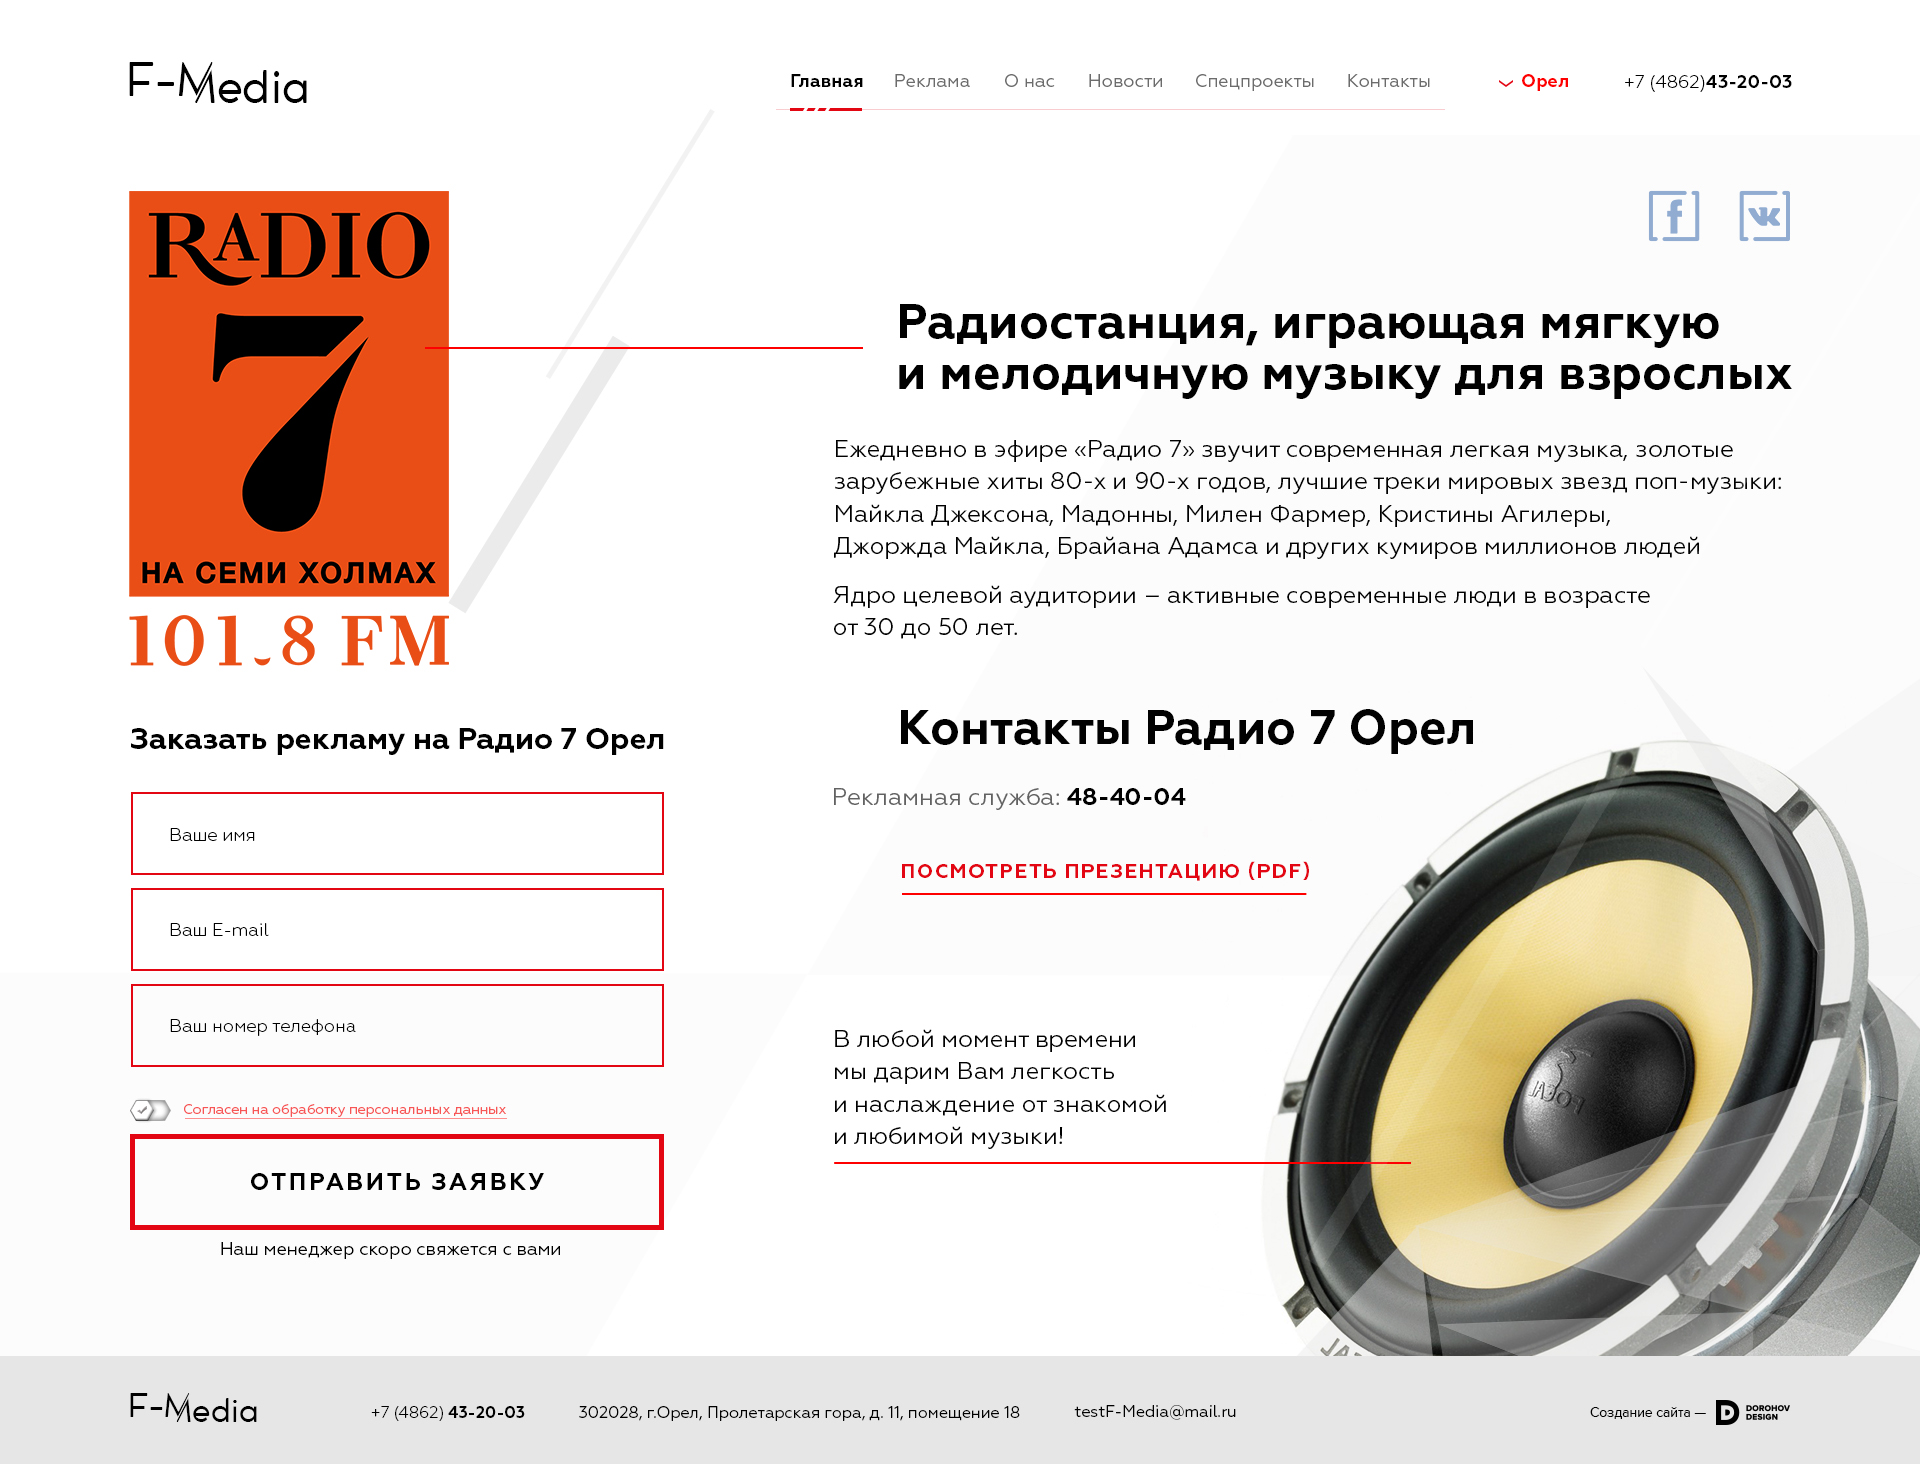 F-Media
Главная Реклама О нас Новости Спецпроекты Контакты
Орел
+7 (4862)43-20-03
RADIO
7
НА СЕМИ ХОЛМАХ
101.8 FM
Радиостанция, играющая мягкую
и мелодичную музыку для взрослых
Ежедневно в эфире «Радио 7» звучит современная легкая музыка, золотые
зарубежные хиты 80-х и 90-х годов, лучшие треки мировых звезд поп-музыки:
Майкла Джексона, Мадонны, Милен Фармер, Кристины Агилеры,
Джоржда Майкла, Брайана Адамса и других кумиров миллионов людей
Ядро целевой аудитории – активные современные люди в возрасте
от 30 до 50 лет.
Заказать рекламу на Радио 7 Орел
Ваше имя
Ваш E-mail
Ваш номер телефона
Согласен на обработку персональных данных
ОТПРАВИТЬ ЗАЯВКУ
Наш менеджер скоро свяжется с вами
Контакты Радио 7 Орел
Рекламная служба: 48-40-04
ПОСМОТРЕТЬ ПРЕЗЕНТАЦИЮ (PDF)
В любой момент времени
мы дарим Вам легкость
и наслаждение от знакомой
и любимой музыки!
FOCAL
F-Media
+7 (4862) 43-20-03
302028, г.Орел, Пролетарская гора, д. 11, помещение 18
testF-Media@mail.ru
Создание сайта —
DOROHOV
DESIGN